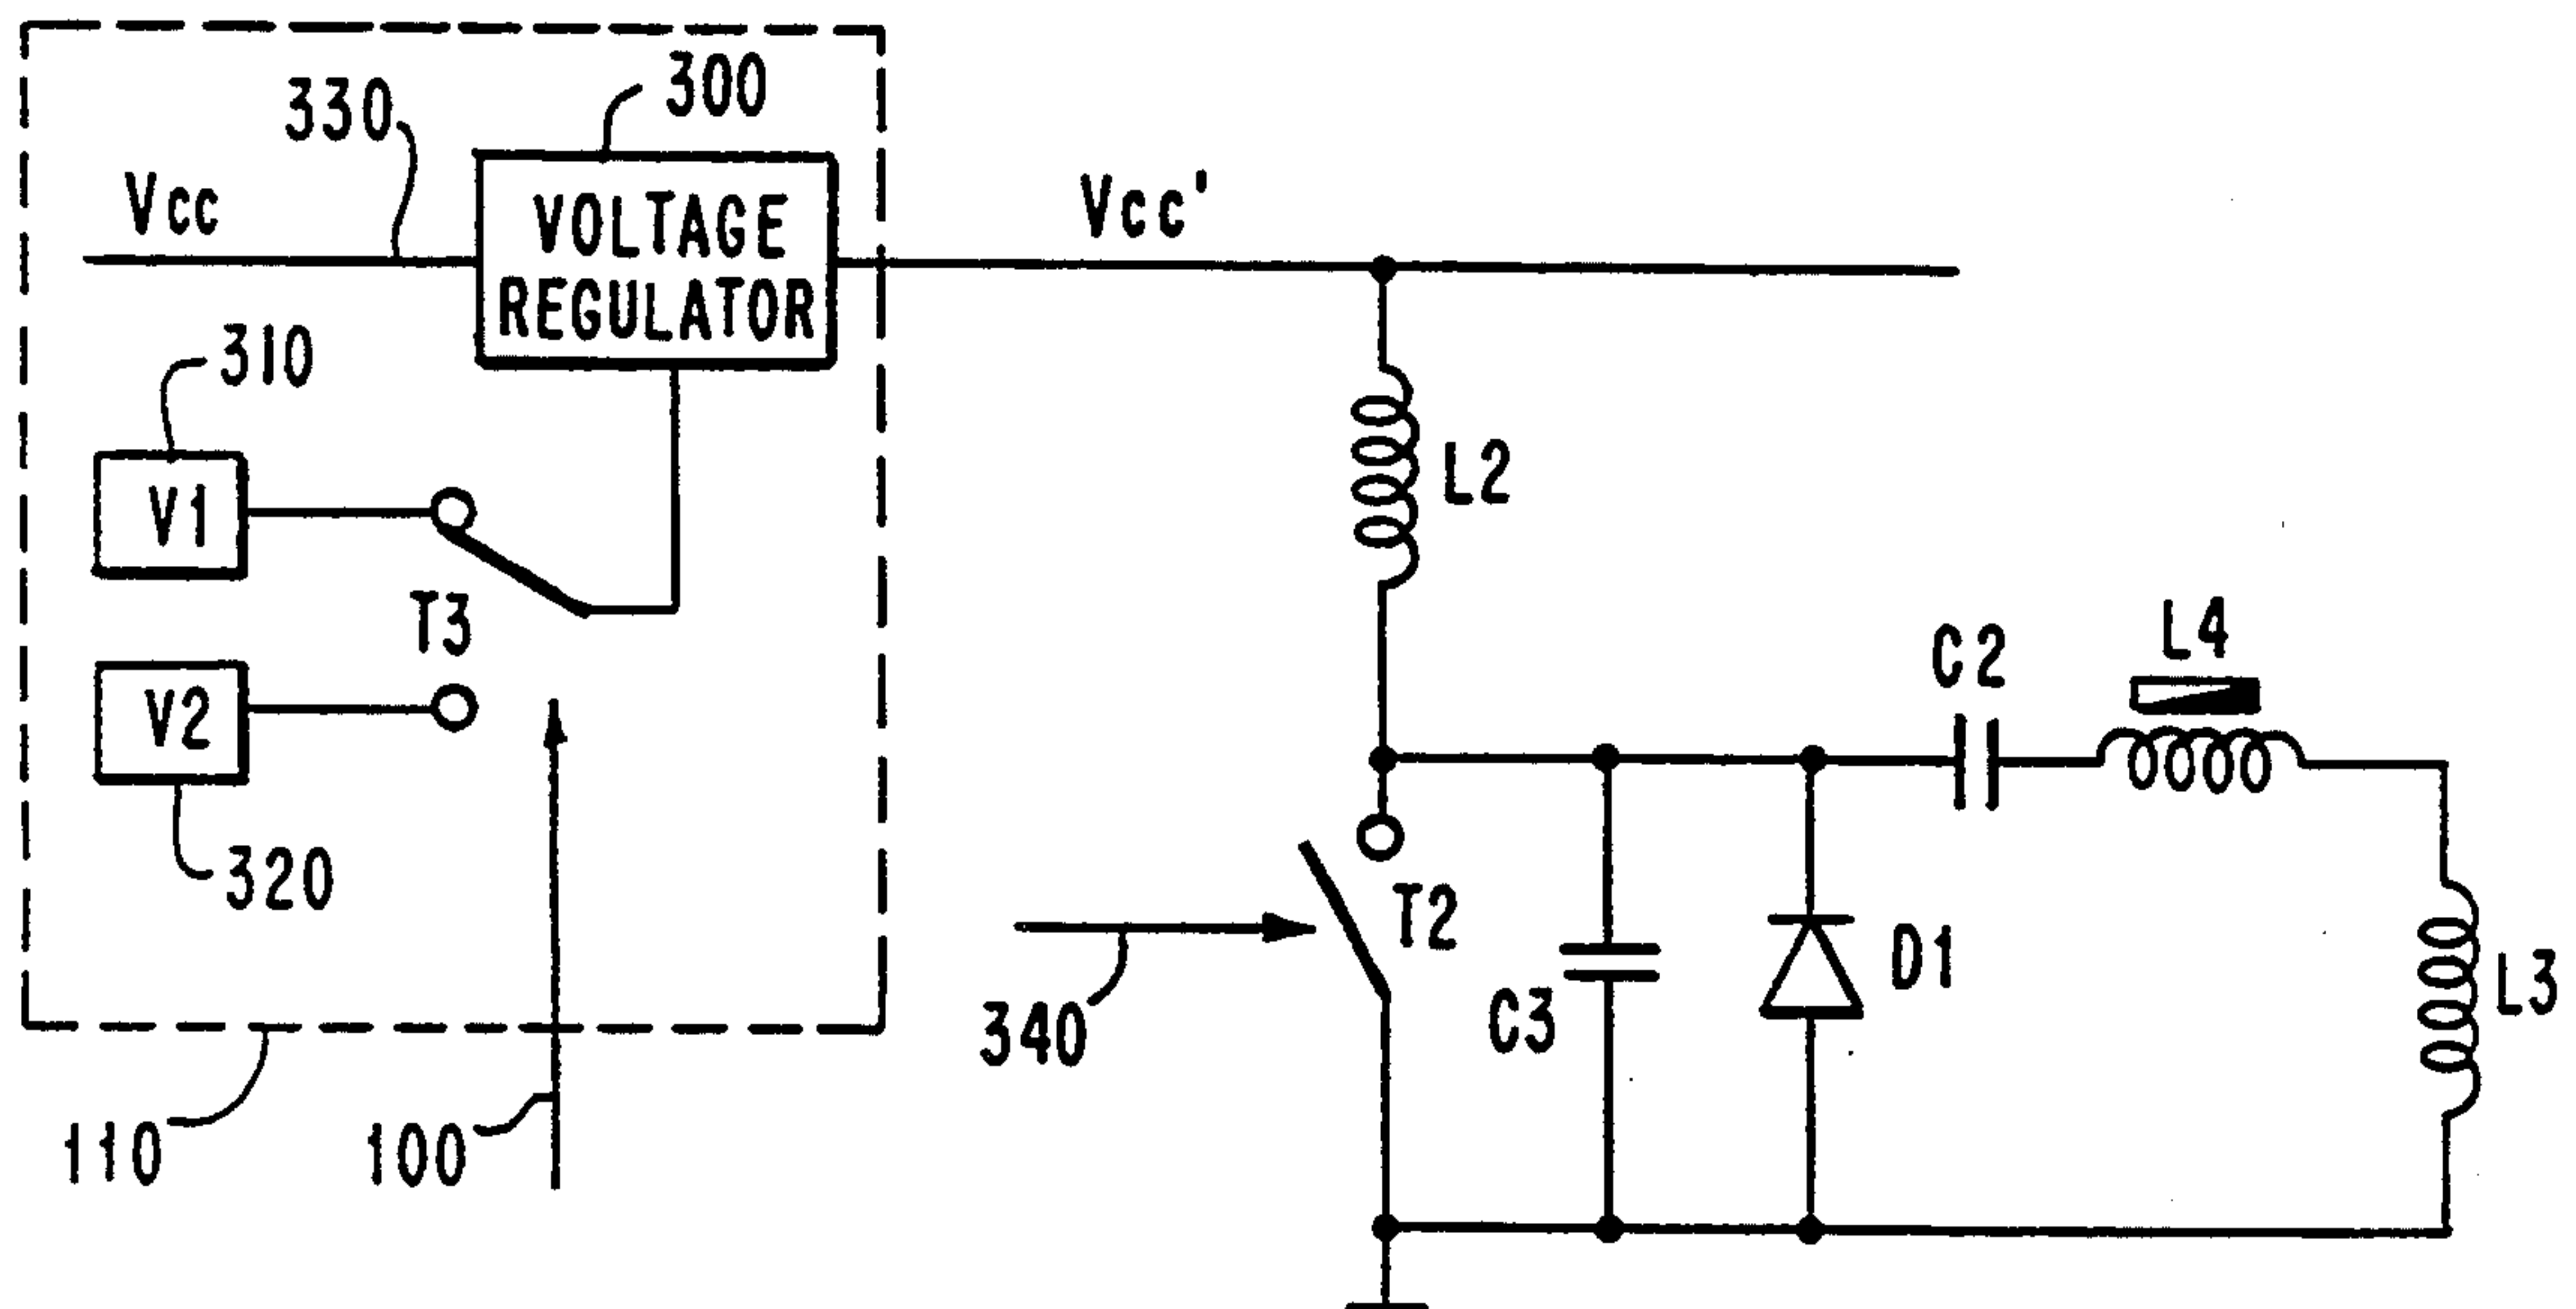 300
330
Vcc
VOLTAGE
REGULATOR
Vcc'
310
V1
L2
T3
V2
320
C2
L4
T2
340
C3
D1
L3
110
100